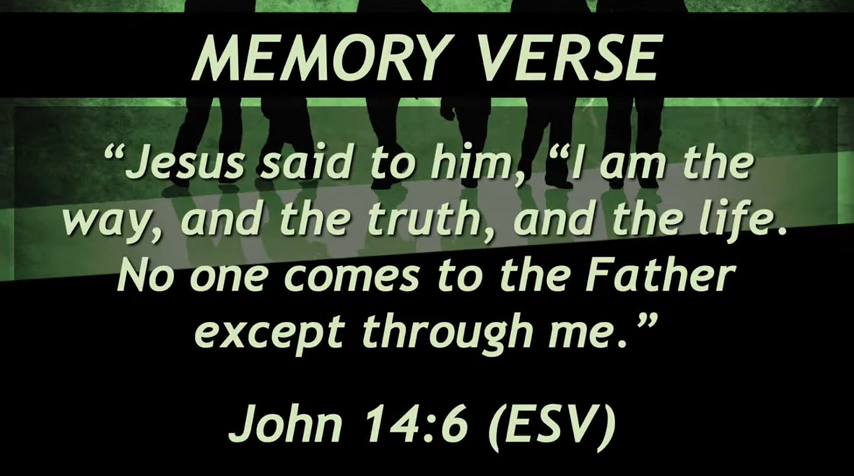 MEMORY VERSE
“Jesus said to him, “I am the
way, and the truth, and the life.
No one comes to the Father
except through me.”
John 14:6 (ESV)